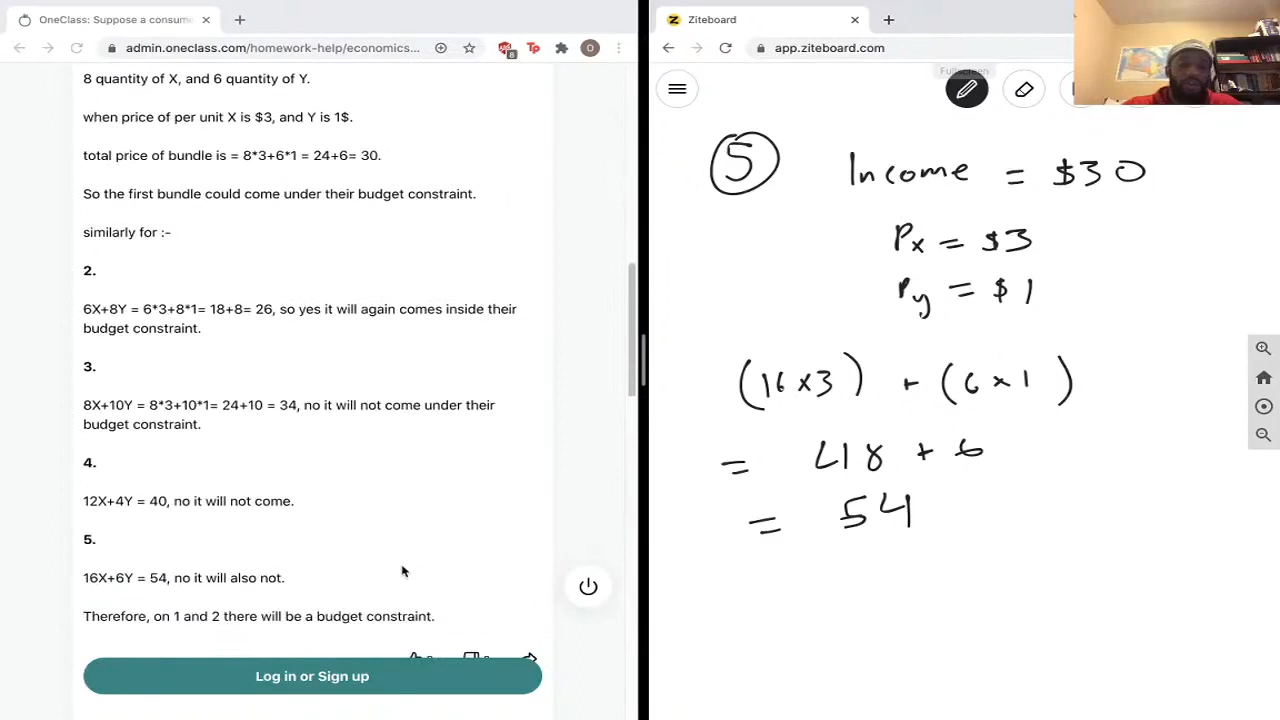 OneClass: Suppose a consum
Ziteboard
admin.oneclass.com/homework-help/economics...
8
Tp
O
app.ziteboard.com
Fullscreen
8 quantity of X, and 6 quantity of Y.
when price of per unit X is $3, and Y is 1$.
total price of bundle is = 8*3+6*1 = 24+6= 30.
So the first bundle could come under their budget constraint.
similarly for :-
2.
6X+8Y = 6*3+8*1= 18+8= 26, so yes it will again comes inside their
budget constraint.
3.
8X+10Y = 8*3+10*1= 24+10 = 34, no it will not come under their
budget constraint.
4.
12X+4Y = 40, no it will not come.
5.
16X+6Y = 54, no it will also not.
Therefore, on 1 and 2 there will be a budget constraint.
Log in or Sign up
5 Income = $30
Px = $3
Py = $1
(16x3) + (6x1)
= 48 + 6
= 54